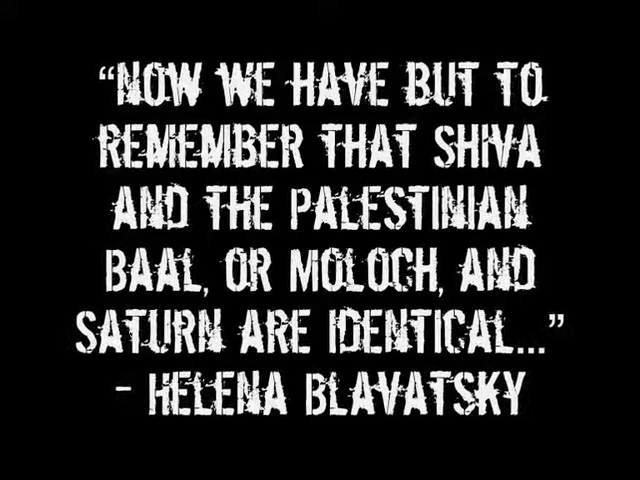 “NOW WE HAVE BUT TO
REMEMBER THAT SHIVA
AND THE PALESTINIAN
BAAL, OR MOLOCH, AND
SATURN ARE IDENTICAL...”
- HELENA BLAVATSKY